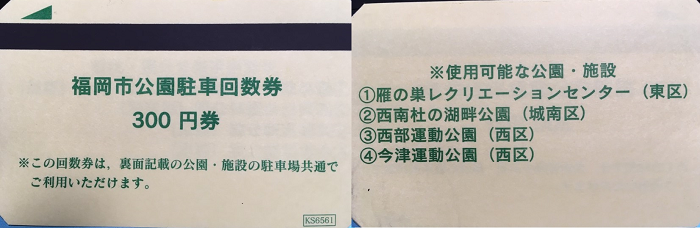 福岡市公園駐車回数券
300 円券
※この回数券は，裏面記載の公園・施設の駐車場共通で
ご利用いただけます。
KS6561
※使用可能な公園・施設
①雁の巣レクリエーションセンター（東区）
②西南杜の湖畔公園（城南区）
③西部運動公園（西区）
④今津運動公園（西区）